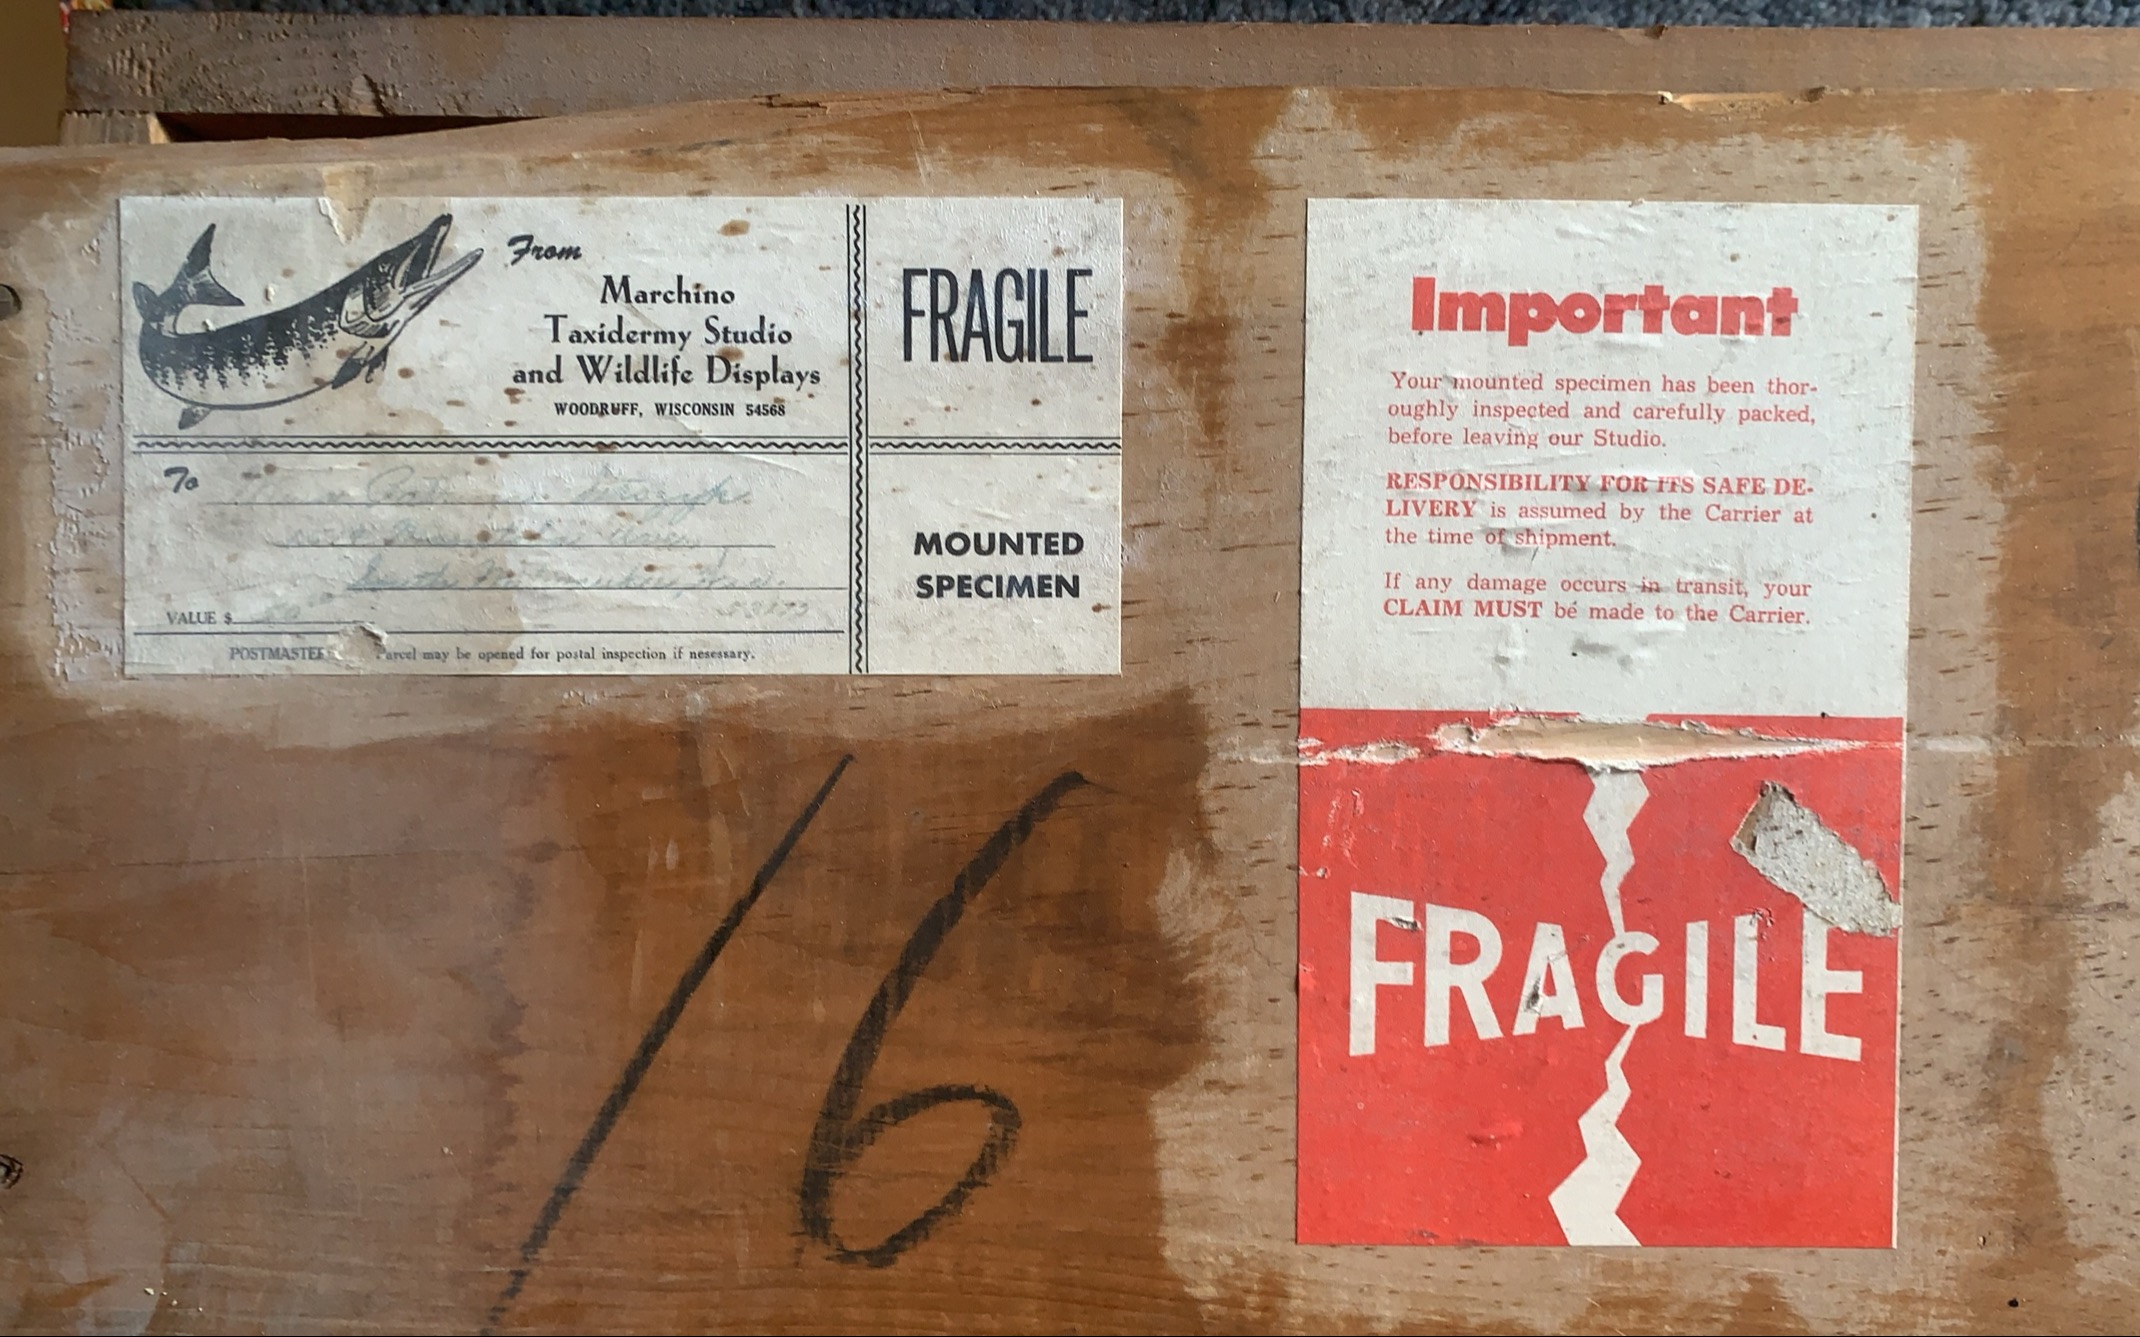 From
Marchino
Taxidermy Studio
and Wildlife Displays
WOODRUFF, WISCONSIN 54568
FRAGILE
To
South Milwaukee,
VALUE $
53172
POSTMASTER Parcel may be opened for postal inspection if nesessary.
MOUNTED
SPECIMEN
Important
Your mounted specimen has been thor-
oughly inspected and carefully packed,
before leaving our Studio.
RESPONSIBILITY FOR ITS SAFE DE-
LIVERY is assumed by the Carrier at
the time of shipment.
If any damage occurs in transit, your
CLAIM MUST be made to the Carrier.
FRAGILE
16